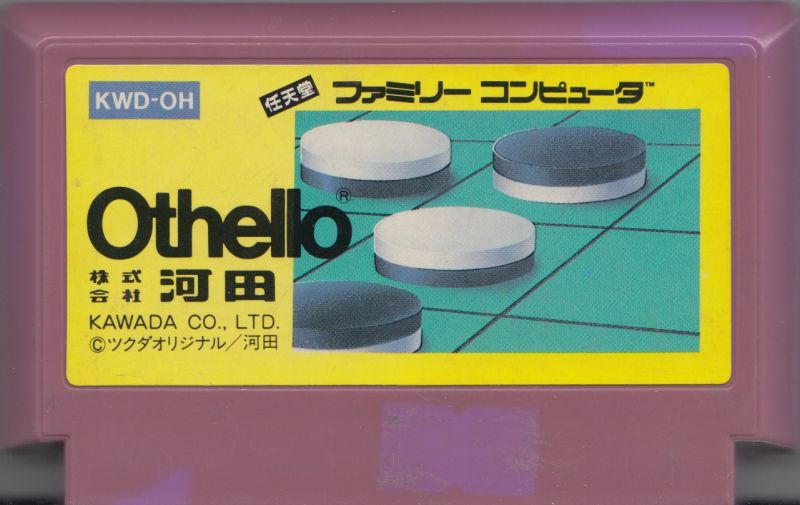 KWD-OH
任天堂 ファミリー コンピュータ™
Othello®
株式会社 河田
KAWADA CO., LTD.
©ツクダオリジナル／河田